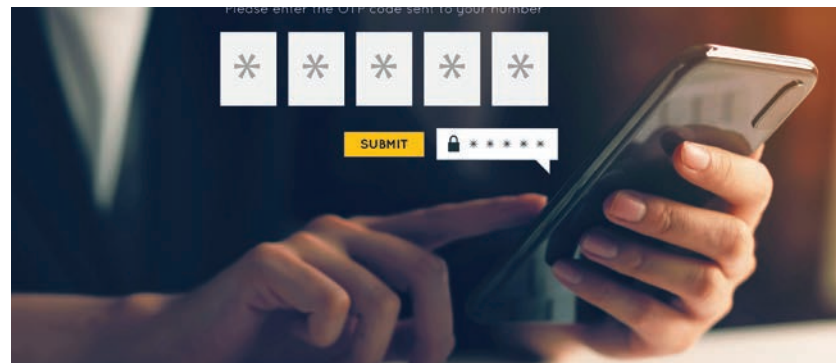 Please enter the OTP code sent to your number
* * * * *
SUBMIT
* * * * *